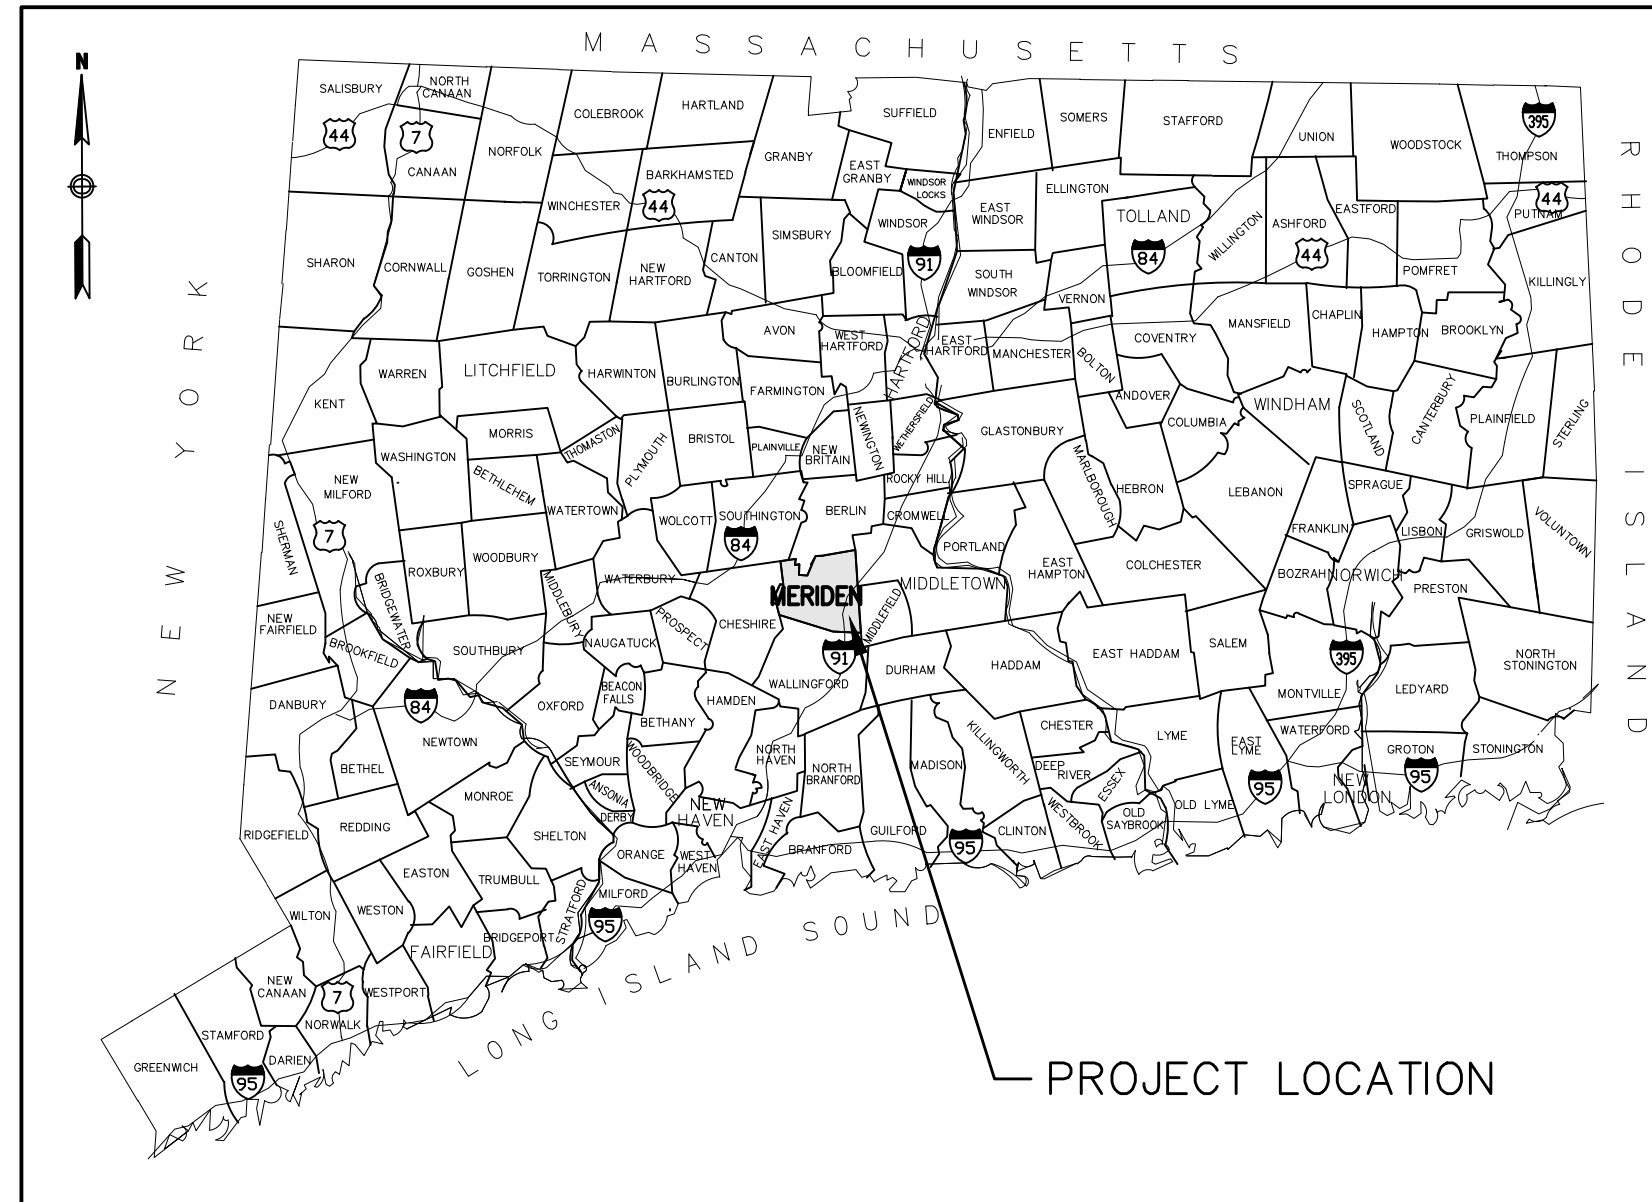 MASSACHUSETTS
N
SALISBURY
NORTH
CANAAN
COLEBROOK
HARTLAND
SUFFIELD
ENFIELD
SOMERS
STAFFORD
UNION
WOODSTOCK
395
THOMPSON
44
7
CANAAN
NORFOLK
GRANBY
EAST
GRANBY
WINDSOR
LOCKS
BARKHAMSTED
44
WINCHESTER
ELLINGTON
EAST
WINDSOR
TOLLAND
84
WILLINGTON
ASHFORD
44
EASTFORD
44
PUTNAM
RHODE ISLAND
WINDSOR
91
SIMSBURY
BLOOMFIELD
CANTON
NEW
HARTFORD
TORRINGTON
GOSHEN
CORNWALL
SHARON
SOUTH
WINDSOR
VERNON
POMFRET
KILLINGLY
NEW YORK
AVON
WEST
HARTFORD
HARTFORD
EAST
HARTFORD
MANCHESTER
BOLTON
COVENTRY
MANSFIELD
CHAPLIN
HAMPTON
BROOKLYN
WARREN
LITCHFIELD
HARWINTON
BURLINGTON
FARMINGTON
KENT
ANDOVER
COLUMBIA
WINDHAM
SCOTLAND
CANTERBURY
PLAINFIELD
STERLING
MORRIS
THOMASTON
PLYMOUTH
BRISTOL
PLAINVILLE
NEW
BRITAIN
NEWINGTON
WETHERSFIELD
GLASTONBURY
WASHINGTON
BETHLEHEM
NEW
MILFORD
WATERTOWN
WOLCOTT
SOUTHINGTON
84
BERLIN
ROCKY HILL
CROMWELL
MARLBOROUGH
HEBRON
LEBANON
SPRAGUE
FRANKLIN
LISBON
GRISWOLD
VOLUNTOWN
SHERMAN
7
ROXBURY
WOODBURY
BRIDGEWATER
WATERBURY
MIDDLEBURY
MERIDEN
PORTLAND
MIDDLETOWN
MIDDLEFIELD
EAST
HAMPTON
COLCHESTER
BOZRAH
NORWICH
PRESTON
NEW
FAIRFIELD
BROOKFIELD
SOUTHBURY
NAUGATUCK
PROSPECT
CHESHIRE
91
WALLINGFORD
DURHAM
HADDAM
EAST HADDAM
SALEM
395
MONTVILLE
NORTH
STONINGTON
LEDYARD
DANBURY
84
NEWTOWN
OXFORD
BEACON
FALLS
BETHANY
HAMDEN
NORTH
HAVEN
NORTH
BRANFORD
MADISON
KILLINGWORTH
CHESTER
DEEP
RIVER
ESSEX
LYME
EAST
LYME
95
WATERFORD
NEW
LONDON
GROTON
95
STONINGTON
BETHEL
SEYMOUR
WOODBRIDGE
ANSONIA
DERBY
MONROE
SHELTON
NEW
HAVEN
EAST HAVEN
BRANFORD
GUILFORD
95
CLINTON
WESTBROOK
OLD
SAYBROOK
OLD LYME
RIDGEFIELD
REDDING
ORANGE
WEST
HAVEN
EASTON
TRUMBULL
STRATFORD
MILFORD
95
WILTON
WESTON
FAIRFIELD
BRIDGEPORT
LONG ISLAND SOUND
NEW
CANAAN
7
WESTPORT
NORWALK
STAMFORD
DARIEN
95
GREENWICH
PROJECT LOCATION